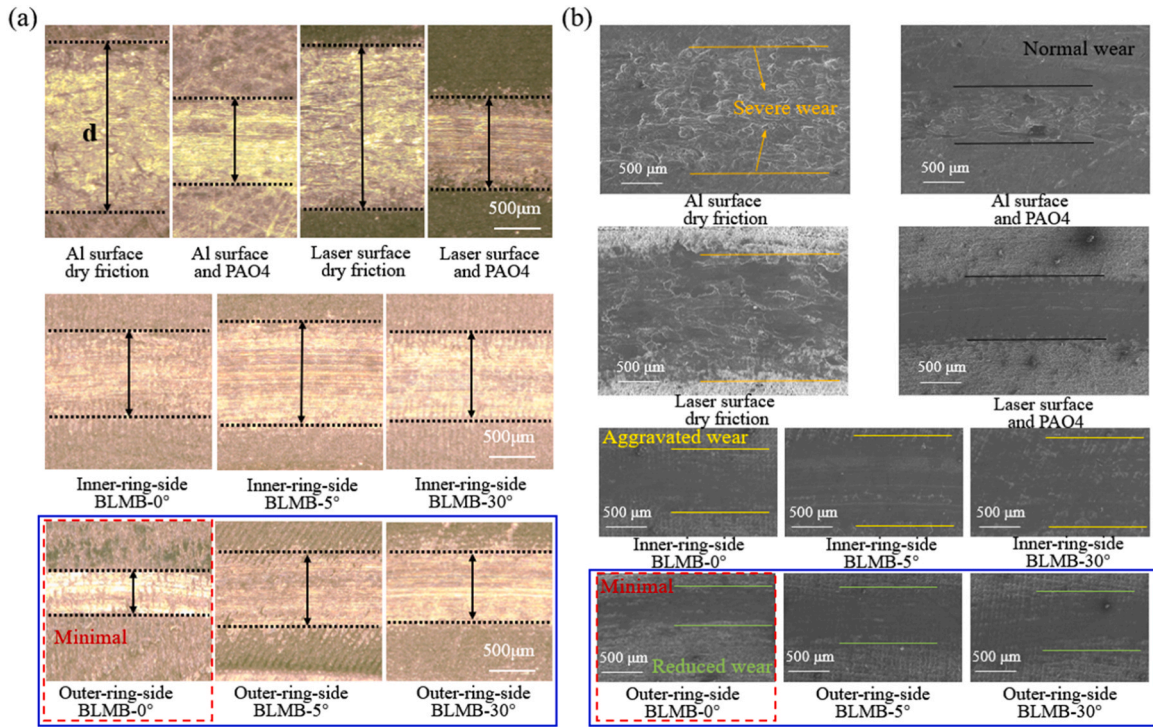 (a)
d
500μm
Al surface
dry friction
Al surface
and PAO4
Laser surface
dry friction
Laser surface
and PAO4
500μm
Inner-ring-side
BLMB-0°
Inner-ring-side
BLMB-5°
Inner-ring-side
BLMB-30°
Minimal
500μm
Outer-ring-side
BLMB-0°
Outer-ring-side
BLMB-5°
Outer-ring-side
BLMB-30°
(b)
Severe wear
500 μm
Al surface
dry friction
Normal wear
500 μm
Al surface
and PAO4
500 μm
Laser surface
dry friction
500 μm
Laser surface
and PAO4
Aggravated wear
500 μm
Inner-ring-side
BLMB-0°
500 μm
Inner-ring-side
BLMB-5°
500 μm
Inner-ring-side
BLMB-30°
Minimal
500 μm
Reduced wear
Outer-ring-side
BLMB-0°
500 μm
Outer-ring-side
BLMB-5°
500 μm
Outer-ring-side
BLMB-30°